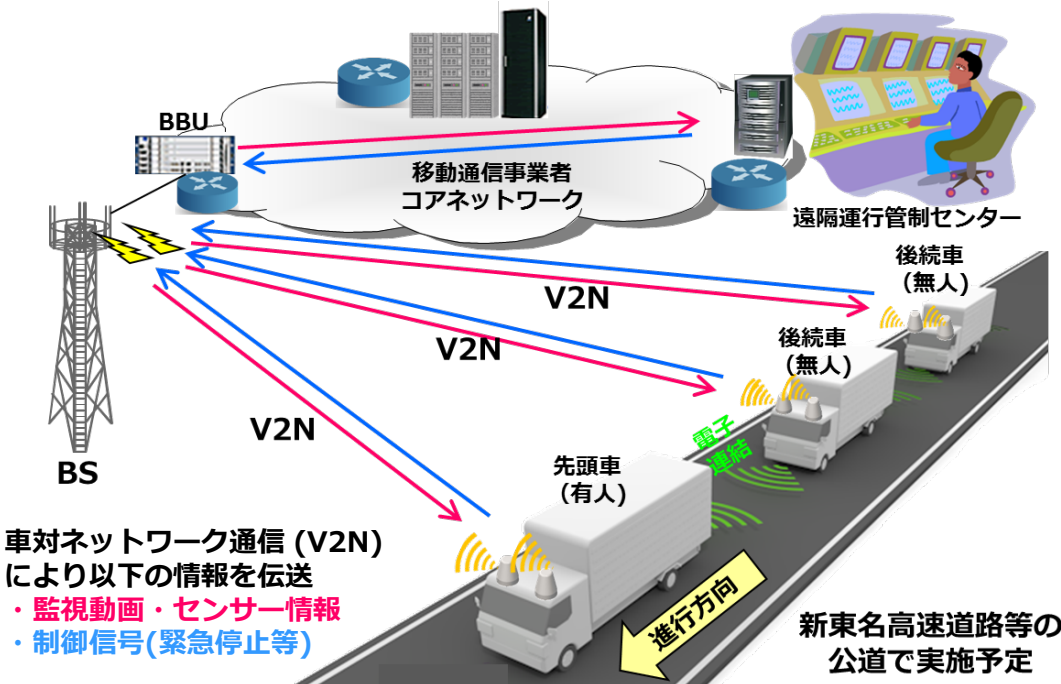 BBU
移動通信事業者
コアネットワーク
遠隔運行管制センター
後続車
(無人)
V2N
後続車
(無人)
V2N
電子
連結
V2N
BS
先頭車
(有人)
車対ネットワーク通信 (V2N)
により以下の情報を伝送
・監視動画・センサー情報
・制御信号(緊急停止等)
進行方向
新東名高速道路等の
公道で実施予定